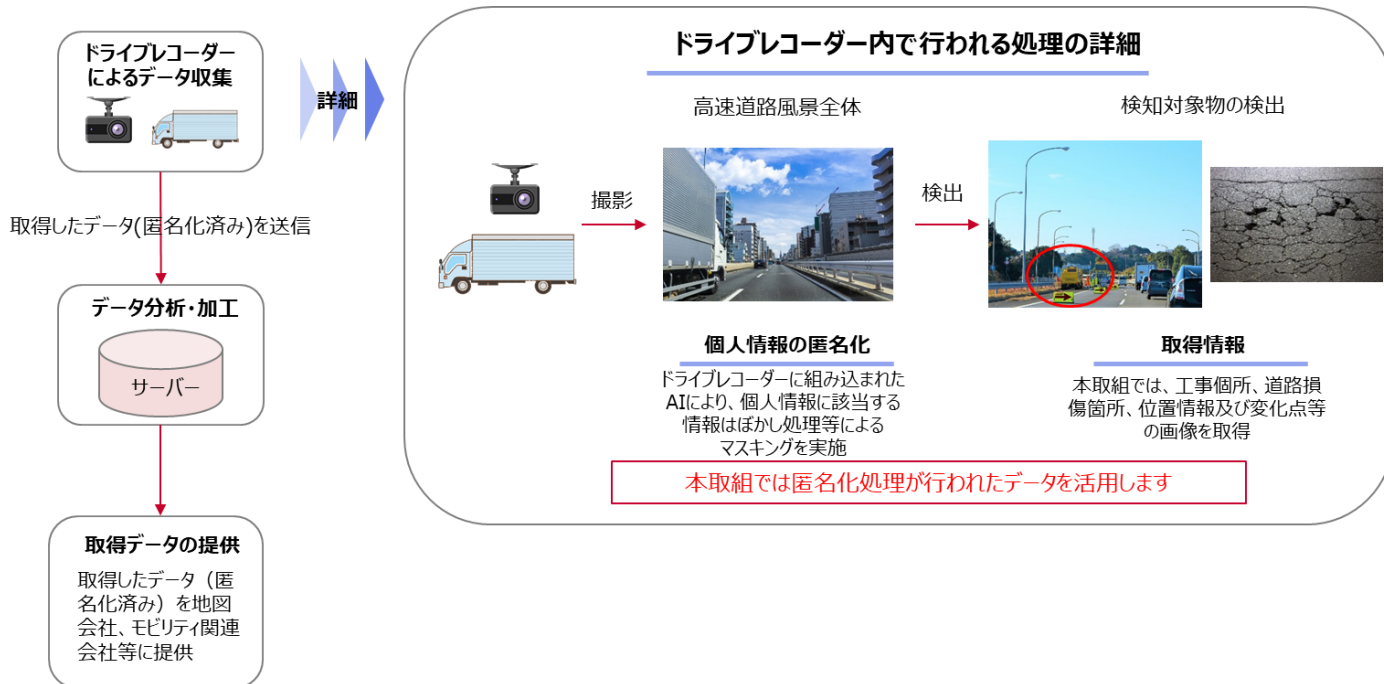 ドライブレコーダー
によるデータ収集
取得したデータ(匿名化済み)を送信
データ分析・加工
サーバー
取得データの提供
取得したデータ（匿
名化済み）を地図
会社、モビリティ関連
会社等に提供
詳細
ドライブレコーダー内で行われる処理の詳細
高速道路風景全体
検知対象物の検出
撮影
検出
個人情報の匿名化
ドライブレコーダーに組み込まれた
AIにより、個人情報に該当する
情報はぼかし処理等による
マスキングを実施
取得情報
本取組では、工事個所、道路損
傷箇所、位置情報及び変化点等
の画像を取得
本取組では匿名化処理が行われたデータを活用します